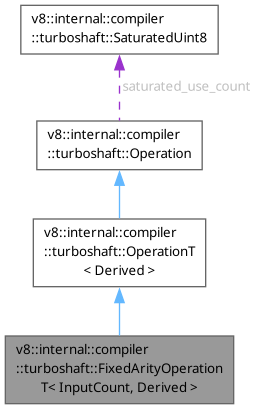 v8::internal::compiler
::turboshaft::SaturatedUint8
saturated_use_count
v8::internal::compiler
::turboshaft::Operation
v8::internal::compiler
::turboshaft::OperationT
< Derived >
v8::internal::compiler
::turboshaft::FixedArityOperation
T< InputCount, Derived >